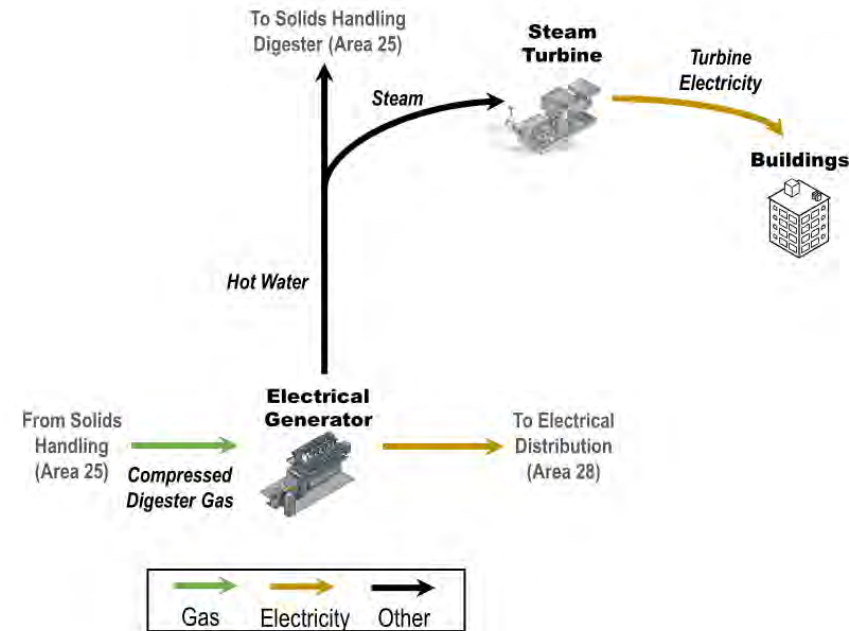 To Solids Handling
Digester (Area 25)
Steam
Turbine
Turbine
Electricity
Steam
Buildings
Hot Water
Electrical
Generator
From Solids
Handling
(Area 25)
Compressed
Digester Gas
To Electrical
Distribution
(Area 28)
Gas
Electricity
Other